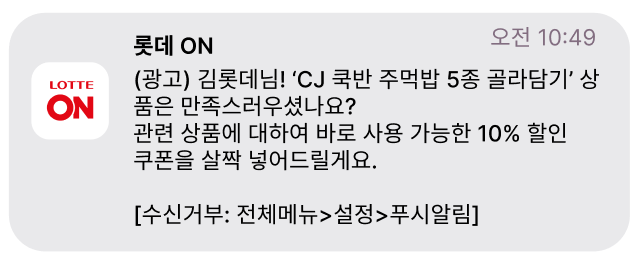 롯데 ON
오전 10:49
LOTTE
ON
(광고) 김롯데님! ‘CJ 쿡반 주먹밥 5종 골라담기’ 상
품은 만족스러우셨나요?
관련 상품에 대하여 바로 사용 가능한 10% 할인
쿠폰을 살짝 넣어드릴게요.
[수신거부: 전체메뉴>설정>푸시알림]